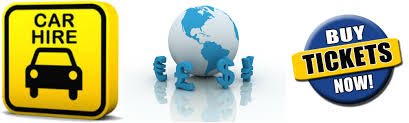 CAR
HIRE
€ £ $ ¥
BUY
TICKETS
NOW!